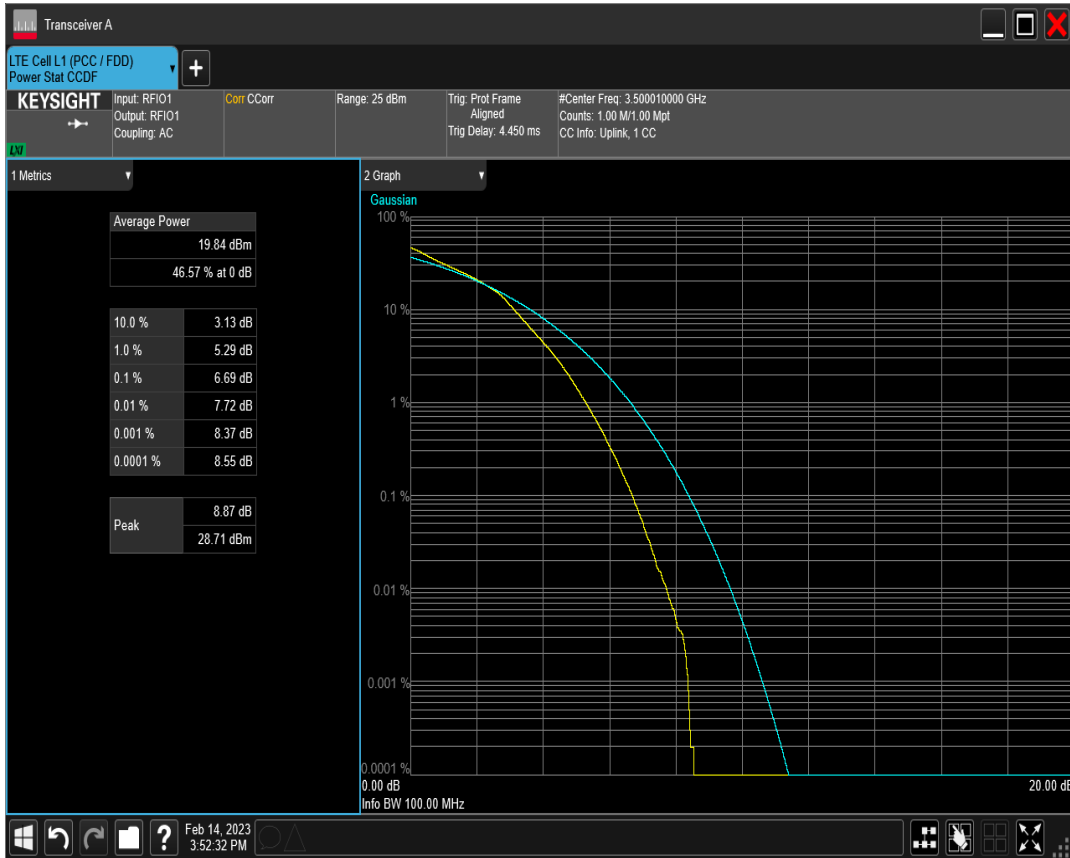 Transceiver A
LTE Cell L1 (PCC / FDD)
Power Stat CCDF
KEYSIGHT
LXI
Input: RFIO1
Output: RFIO1
Coupling: AC
Corr CCorr
Range: 25 dBm
Trig: Prot Frame
Aligned
Trig Delay: 4.450 ms
#Center Freq: 3.500010000 GHz
Counts: 1.00 M/1.00 Mpt
CC Info: Uplink, 1 CC
1 Metrics
Average Power
19.84 dBm
46.57 % at 0 dB
10.0 % 3.13 dB
1.0 % 5.29 dB
0.1 % 6.69 dB
0.01 % 7.72 dB
0.001 % 8.37 dB
0.0001 % 8.55 dB
Peak
8.87 dB
28.71 dBm
2 Graph
Gaussian
100 %
10 %
1 %
0.1 %
0.01 %
0.001 %
0.0001 %
0.00 dB 20.00 dB
Info BW 100.00 MHz
? Feb 14, 2023
3:52:32 PM